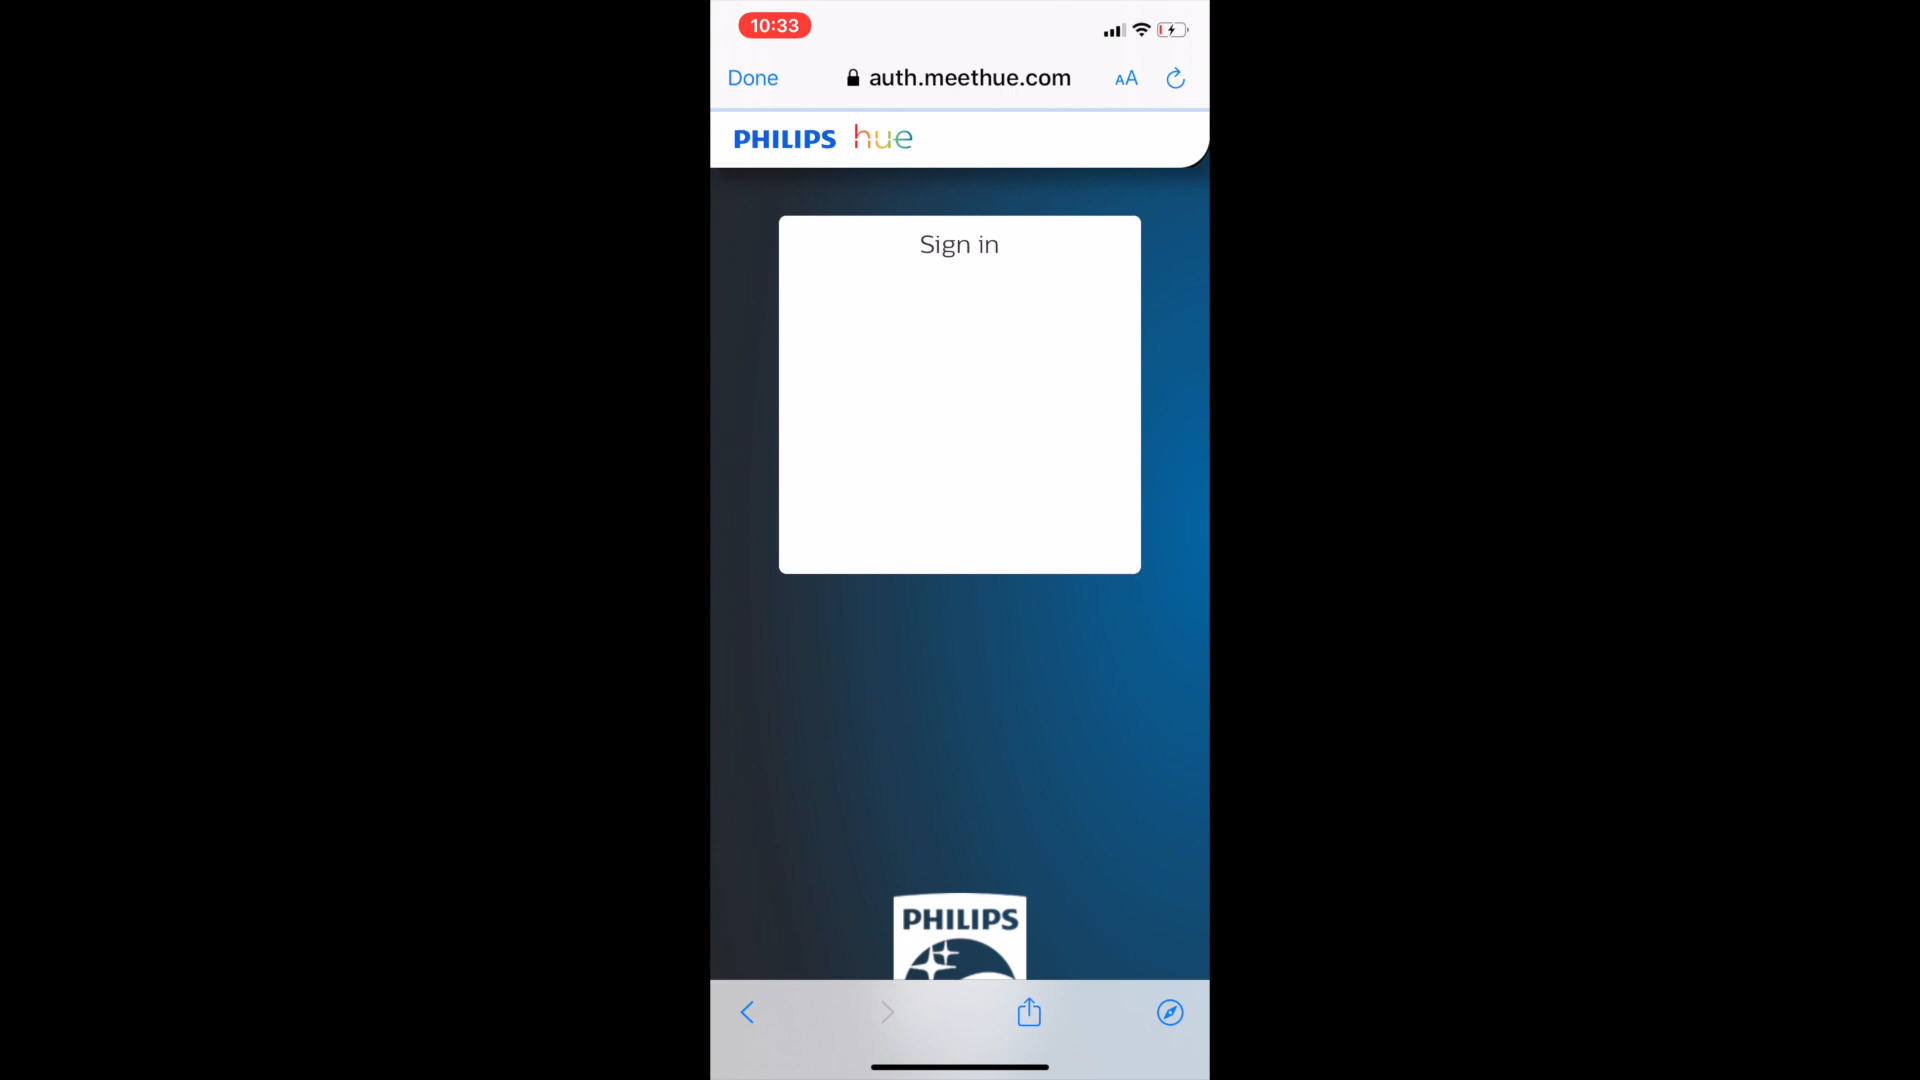 10:33
Done auth.meethue.com AA
PHILIPS hue
Sign in
PHILIPS